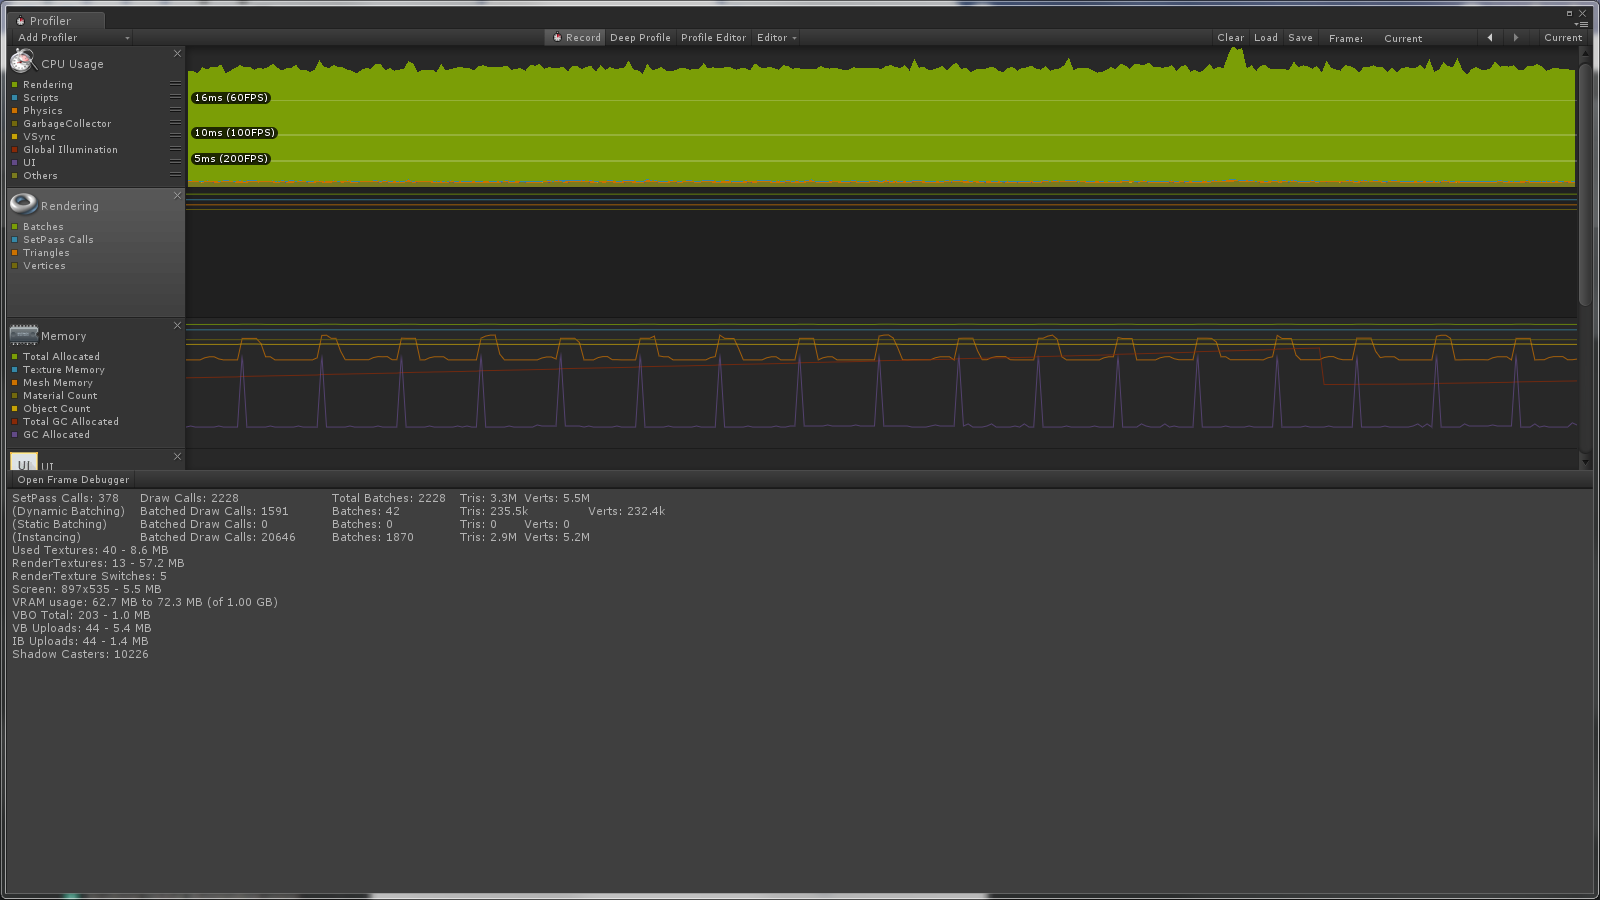 Profiler
Add Profiler Record Deep Profile Profile Editor Editor Clear Load Save Frame: Current Current
CPU Usage
Rendering
Scripts
Physics
GarbageCollector
VSync
Global Illumination
UI
Others
16ms (60FPS)
10ms (100FPS)
5ms (200FPS)
Rendering
Batches
SetPass Calls
Triangles
Vertices
Memory
Total Allocated
Texture Memory
Mesh Memory
Material Count
Object Count
Total GC Allocated
GC Allocated
UI UI
Open Frame Debugger
SetPass Calls: 378 Draw Calls: 2228 Total Batches: 2228 Tris: 3.3M Verts: 5.5M
(Dynamic Batching) Batched Draw Calls: 1591 Batches: 42 Tris: 235.5k Verts: 232.4k
(Static Batching) Batched Draw Calls: 0 Batches: 0 Tris: 0 Verts: 0
(Instancing) Batched Draw Calls: 20646 Batches: 1870 Tris: 2.9M Verts: 5.2M
Used Textures: 40 - 8.6 MB
RenderTextures: 13 - 57.2 MB
RenderTexture Switches: 5
Screen: 897x535 - 5.5 MB
VRAM usage: 62.7 MB to 72.3 MB (of 1.00 GB)
VBO Total: 203 - 1.0 MB
VB Uploads: 44 - 5.4 MB
IB Uploads: 44 - 1.4 MB
Shadow Casters: 10226